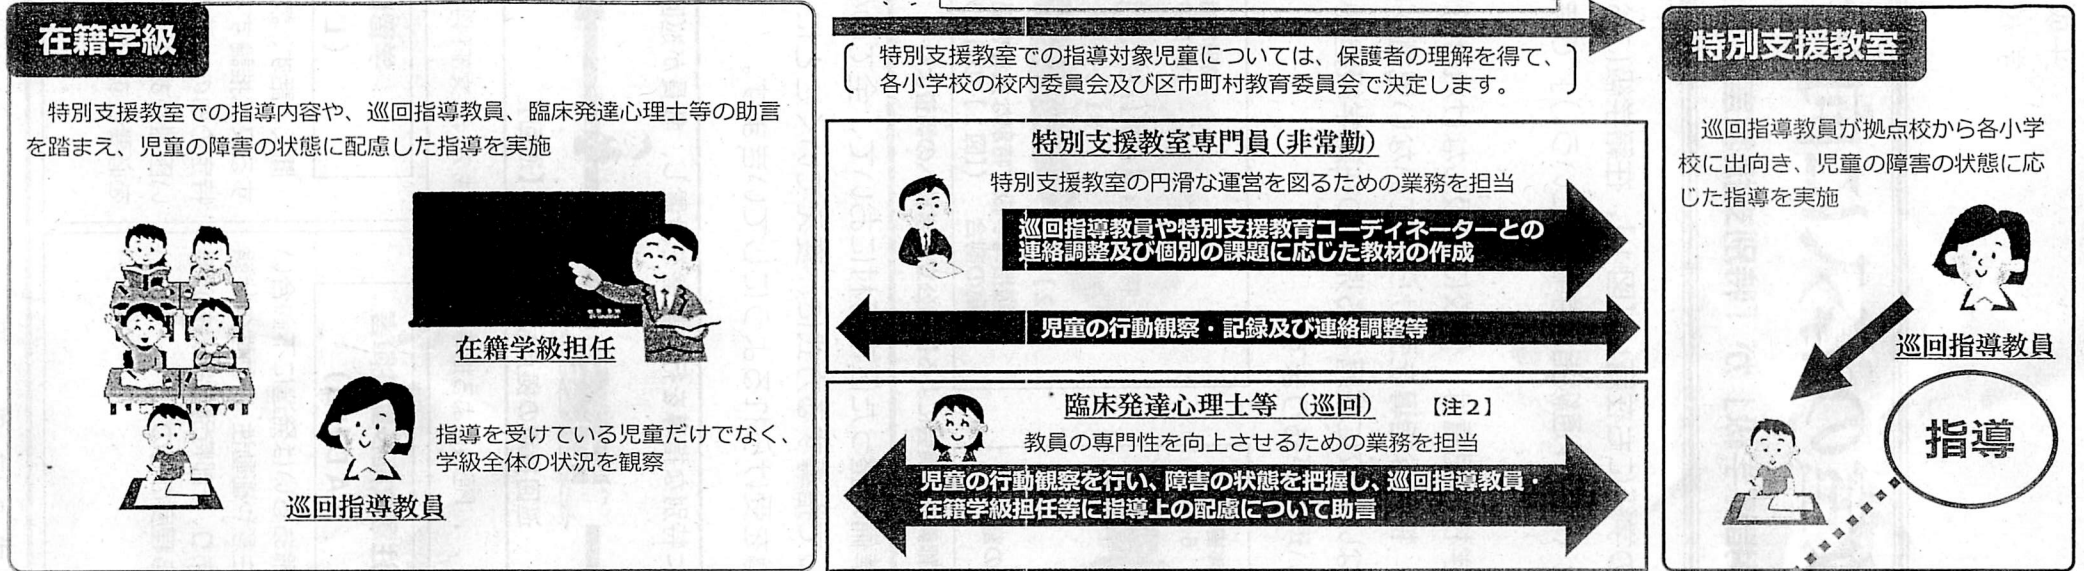 在籍学級
特別支援教室での指導内容や、巡回指導教員、臨床発達心理士等の助言
を踏まえ、児童の障害の状態に配慮した指導を実施
在籍学級担任
指導を受けている児童だけでなく、
学級全体の状況を観察
巡回指導教員
特別支援教室での指導対象児童については、保護者の理解を得て、
各小学校の校内委員会及び区市町村教育委員会で決定します。
特別支援教室専門員(非常勤)
特別支援教室の円滑な運営を図るための業務を担当
巡回指導教員や特別支援教育コーディネーターとの
連絡調整及び個別の課題に応じた教材の作成
児童の行動観察・記録及び連絡調整等
臨床発達心理士等 (巡回) 【注2】
教員の専門性を向上させるための業務を担当
児童の行動観察を行い、障害の状態を把握し、巡回指導教員・
在籍学級担任等に指導上の配慮について助言
特別支援教室
巡回指導教員が拠点校から各小学
校に出向き、児童の障害の状態に応
じた指導を実施
巡回指導教員
指導